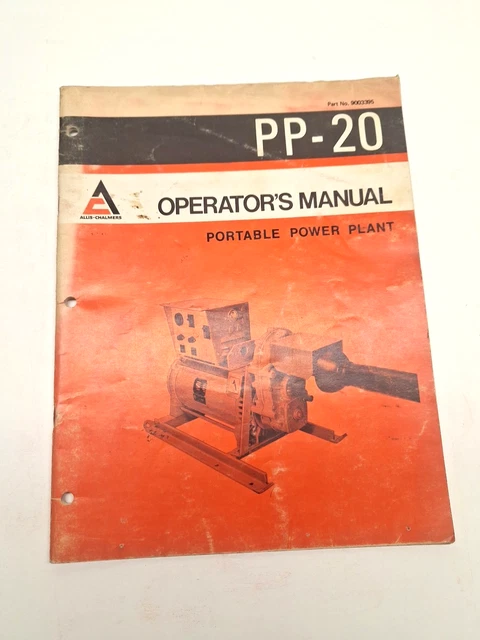 Part No. 9003395
PP-20
ALLIS-CHALMERS
OPERATOR'S MANUAL
PORTABLE POWER PLANT